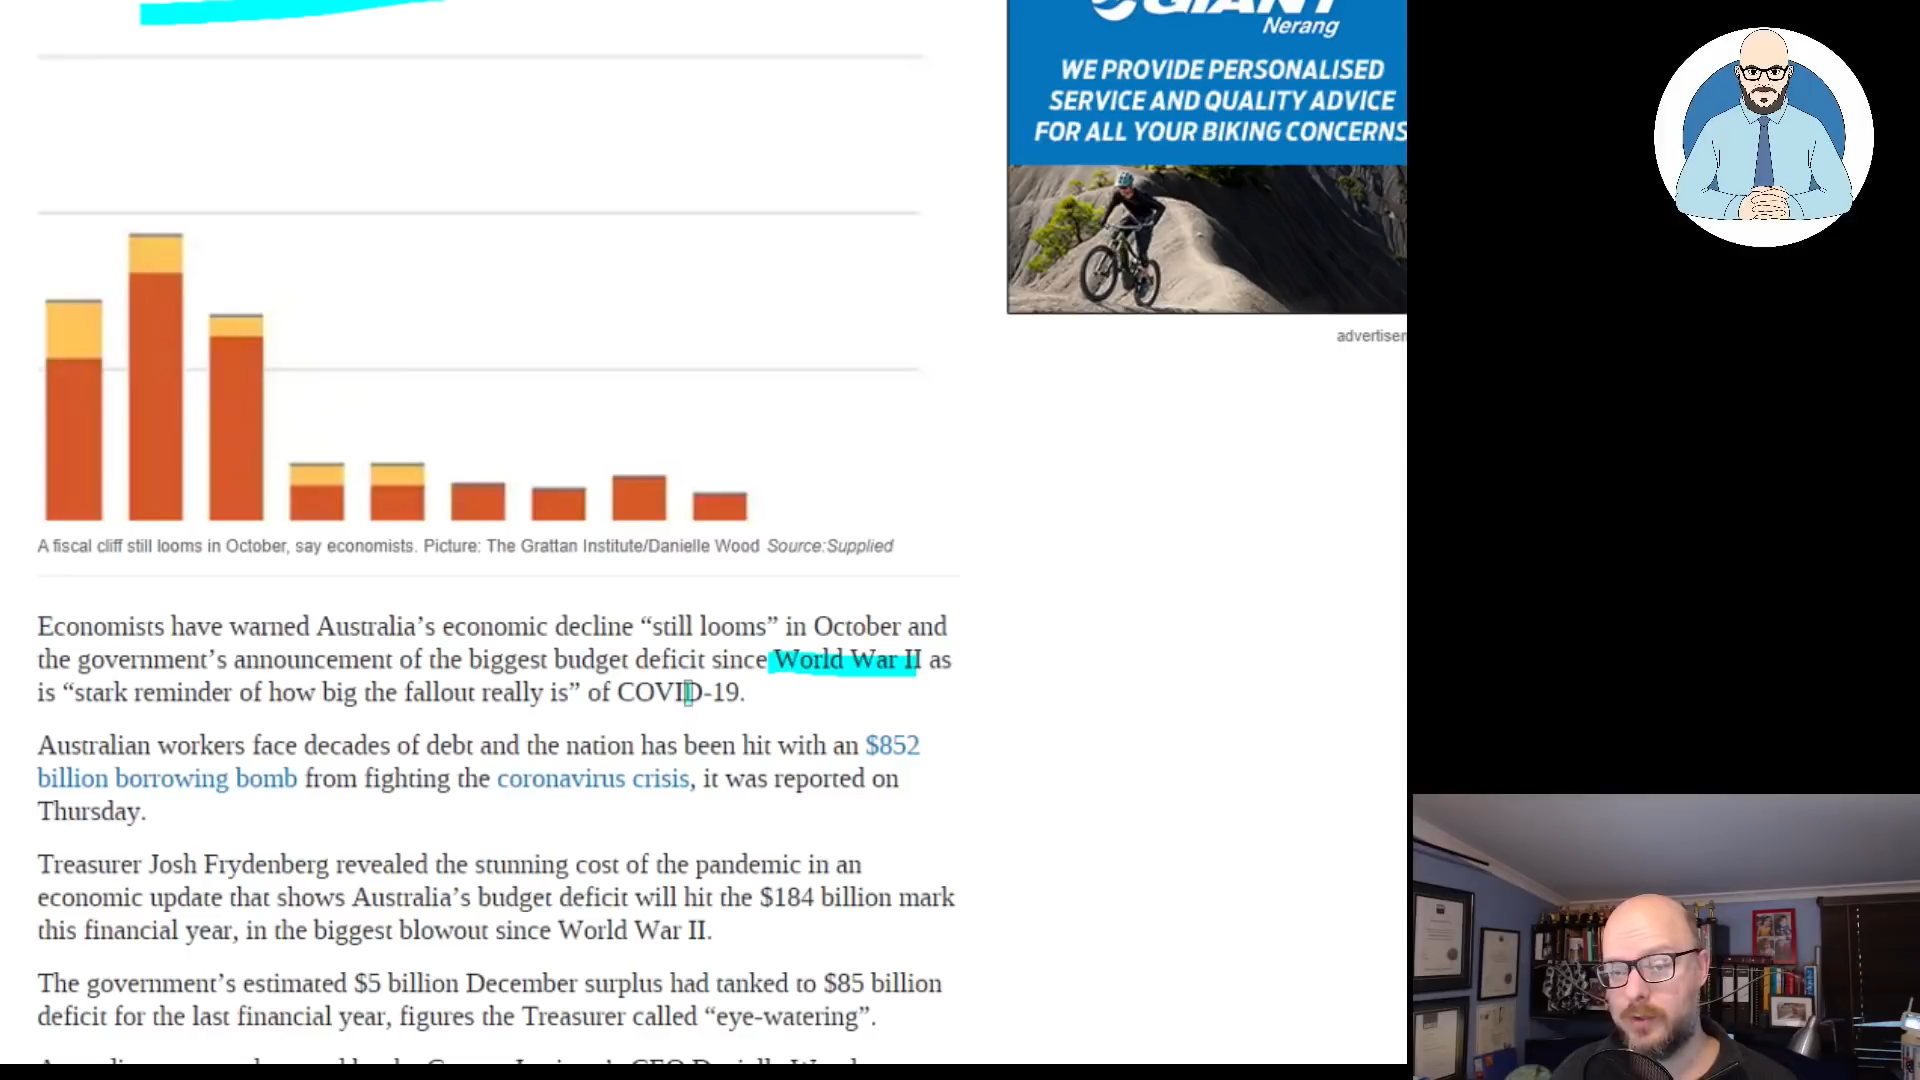 GIANT
Nerang
WE PROVIDE PERSONALISED
SERVICE AND QUALITY ADVICE
FOR ALL YOUR BIKING CONCERNS
advertisem
A fiscal cliff still looms in October, say economists. Picture: The Grattan Institute/Danielle Wood Source:Supplied
Economists have warned Australia’s economic decline “still looms” in October and
the government’s announcement of the biggest budget deficit since World War II as
is “stark reminder of how big the fallout really is” of COVID-19.
Australian workers face decades of debt and the nation has been hit with an $852
billion borrowing bomb from fighting the coronavirus crisis, it was reported on
Thursday.
Treasurer Josh Frydenberg revealed the stunning cost of the pandemic in an
economic update that shows Australia’s budget deficit will hit the $184 billion mark
this financial year, in the biggest blowout since World War II.
The government’s estimated $5 billion December surplus had tanked to $85 billion
deficit for the last financial year, figures the Treasurer called “eye-watering”.